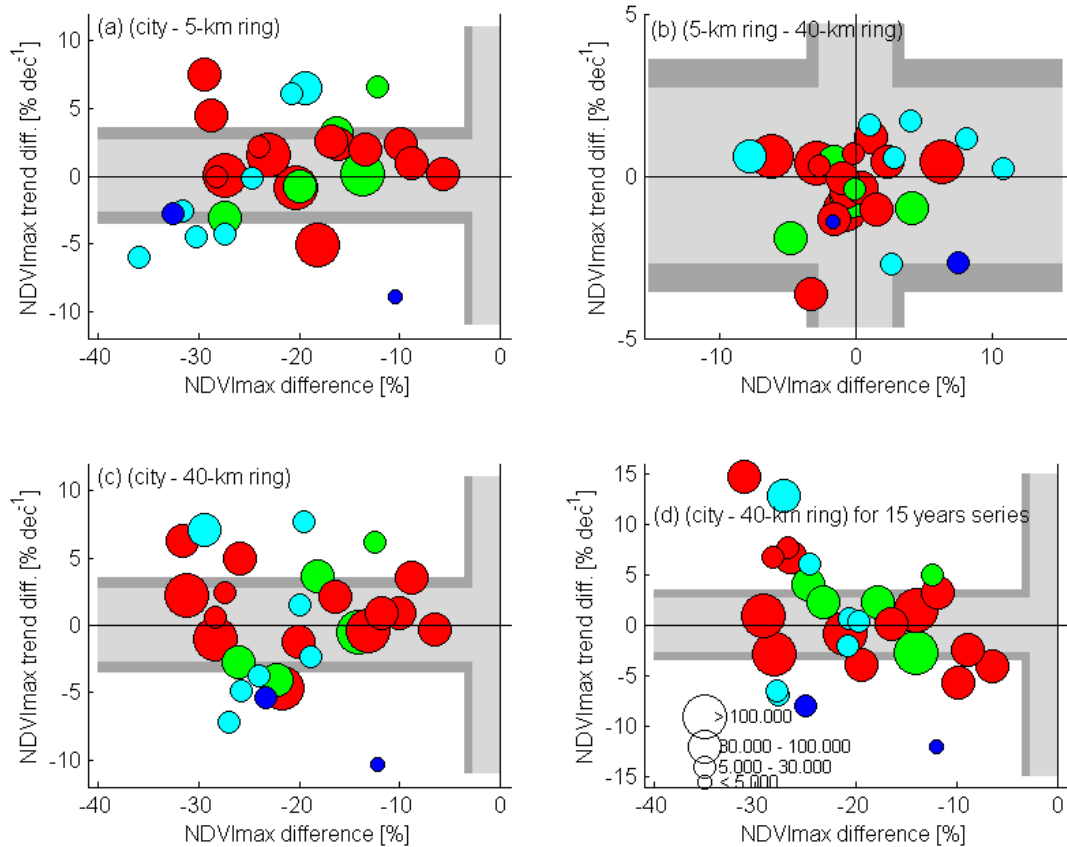 (a) (city - 5-km ring)
NDVImax trend diff. [% dec-1]
10
5
0
-5
-10
-40
-30
-20
-10
0
NDVImax difference [%]
(b) (5-km ring - 40-km ring)
NDVImax trend diff. [% dec-1]
5
0
-5
-10
0
10
NDVImax difference [%]
(c) (city - 40-km ring)
NDVImax trend diff. [% dec-1]
10
5
0
-5
-10
-40
-30
-20
-10
0
NDVImax difference [%]
(d) (city - 40-km ring) for 15 years series
NDVImax trend diff. [% dec-1]
15
10
5
0
-5
-10
-15
> 100.000
30.000 - 100.000
5.000 - 30.000
< 5.000
-40
-30
-20
-10
0
NDVImax difference [%]